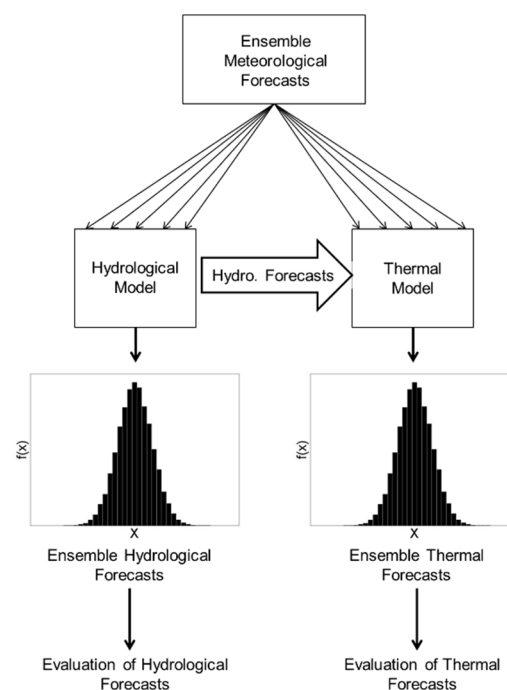 Ensemble
Meteorological
Forecasts
Hydrological
Model
Hydro. Forecasts
Thermal
Model
f(x)
X
f(x)
X
Ensemble Hydrological
Forecasts
Ensemble Thermal
Forecasts
Evaluation of Hydrological
Forecasts
Evaluation of Thermal
Forecasts